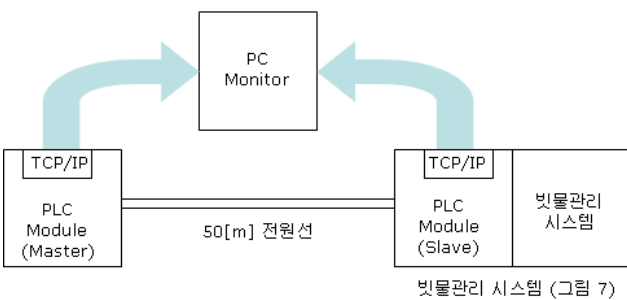 PC
Monitor
TCP/IP
PLC
Module
(Master)
50[m] 전원선
TCP/IP
PLC
Module
(Slave)
빗물관리
시스템
빗물관리 시스템 (그림 7)